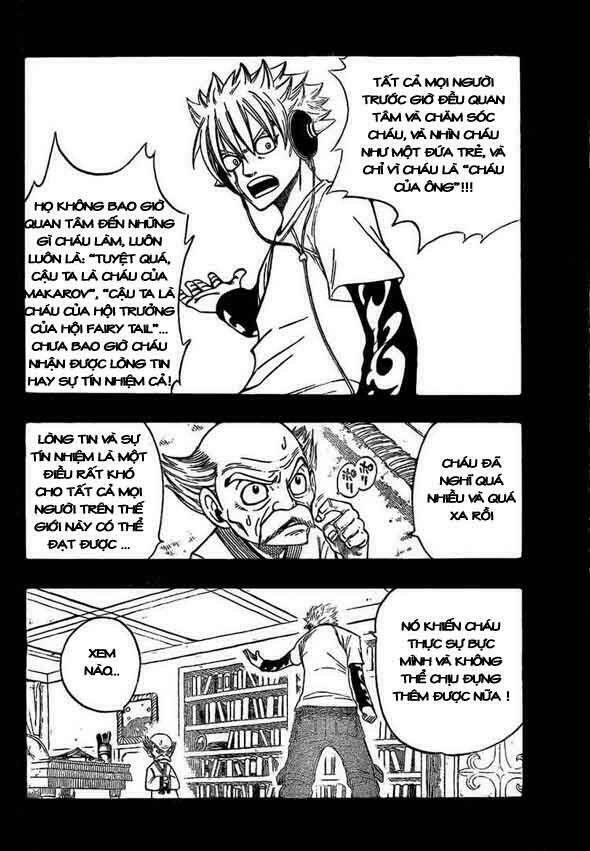 TẤT CẢ MỌI NGƯỜI
TRƯỚC GIỜ ĐỀU QUAN
TÂM VÀ CHĂM SÓC
CHÁU, VÀ NHÌN CHÁU
NHƯ MỘT ĐỨA TRẺ, VÀ
CHỈ VÌ CHÁU LÀ “CHÁU
CỦA ÔNG”!!!
HỌ KHÔNG BAO GIỜ
QUAN TÂM ĐẾN NHỮNG
GÌ CHÁU LÀM, LUÔN
LUÔN LÀ: “TUYỆT QUÁ,
CẬU TA LÀ CHÁU CỦA
MAKAROV”, “CẬU TA LÀ
CHÁU CỦA HỘI TRƯỞNG
CỦA HỘI FAIRY TAIL”...
CHƯA BAO GIỜ CHÁU
NHẬN ĐƯỢC LÒNG TIN
HAY SỰ TÍN NHIỆM CẢ!
CHÁU ĐÃ
NGHĨ QUÁ
NHIỀU VÀ QUÁ
XA RỒI
LÒNG TIN VÀ SỰ
TÍN NHIỆM LÀ MỘT
ĐIỀU RẤT KHÓ
CHO TẤT CẢ MỌI
NGƯỜI TRÊN THẾ
GIỚI NÀY CÓ THỂ
ĐẠT ĐƯỢC ...
NÓ KHIẾN CHÁU
THỰC SỰ BỰC
MÌNH VÀ KHÔNG
THỂ CHỊU ĐỰNG
THÊM ĐƯỢC NỮA !
XEM
NÀO...